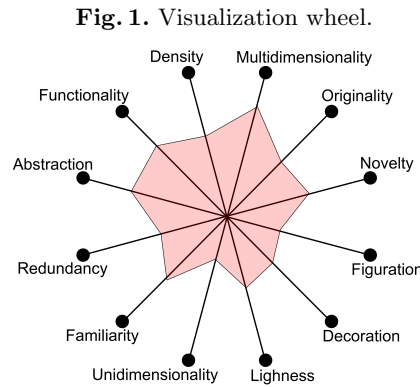 Fig. 1. Visualization wheel.
Density
Multidimensionality
Functionality
Originality
Abstraction
Novelty
Redundancy
Figuration
Familiarity
Decoration
Unidimensionality
Lighness